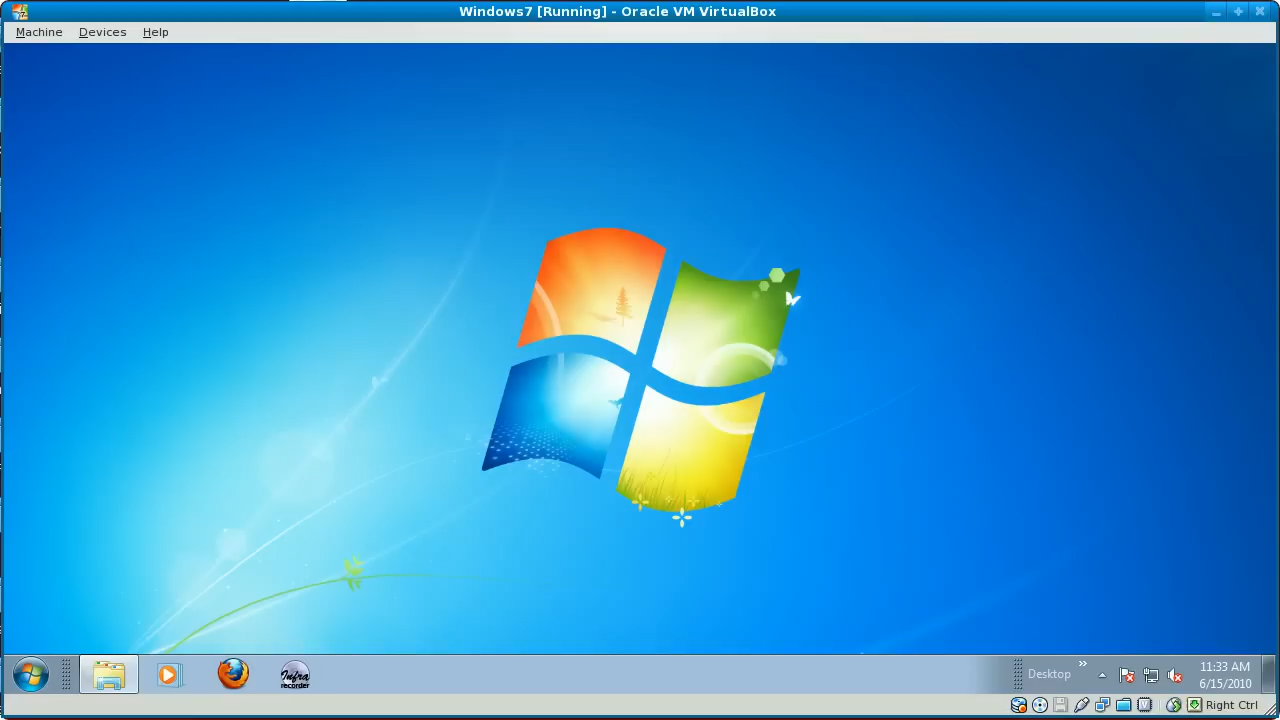 Windows7 [Running] - Oracle VM VirtualBox
Machine Devices Help
Infra
recorder
Desktop
11:33 AM
6/15/2010
Right Ctrl